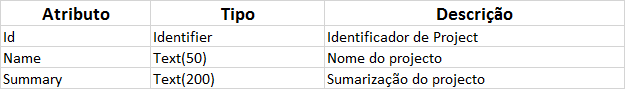 Atributo Tipo Descrição
Id Identifier Identificador de Project
Name Text(50) Nome do projecto
Summary Text(200) Sumarização do projecto